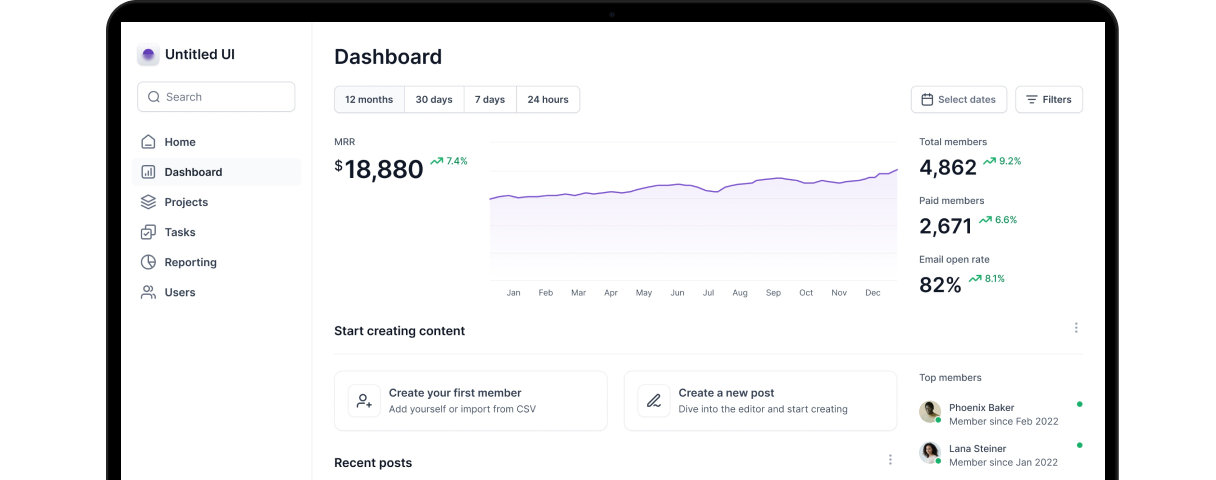 Untitled UI
Search
Home
Dashboard
Projects
Tasks
Reporting
Users
Dashboard
12 months
30 days
7 days
24 hours
Select dates
Filters
MRR
$18,880 7.4%
Jan Feb Mar Apr May Jun Jul Aug Sep Oct Nov Dec
Total members
4,862 9.2%
Paid members
2,671 6.6%
Email open rate
82% 8.1%
Start creating content
Create your first member
Add yourself or import from CSV
Create a new post
Dive into the editor and start creating
Recent posts
Top members
Phoenix Baker
Member since Feb 2022
Lana Steiner
Member since Jan 2022